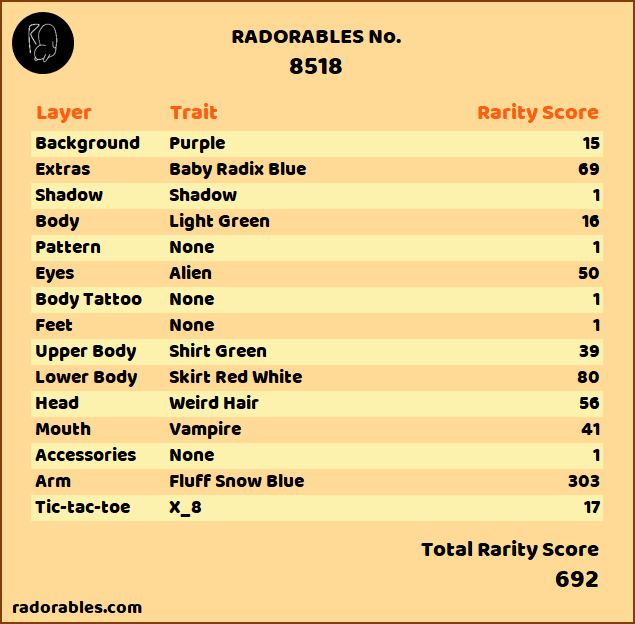 RADORABLES No.
8518
Layer Trait Rarity Score
Background Purple 15
Extras Baby Radix Blue 69
Shadow Shadow 1
Body Light Green 16
Pattern None 1
Eyes Alien 50
Body Tattoo None 1
Feet None 1
Upper Body Shirt Green 39
Lower Body Skirt Red White 80
Head Weird Hair 56
Mouth Vampire 41
Accessories None 1
Arm Fluff Snow Blue 303
Tic-tac-toe X_8 17
Total Rarity Score
692
radorables.com